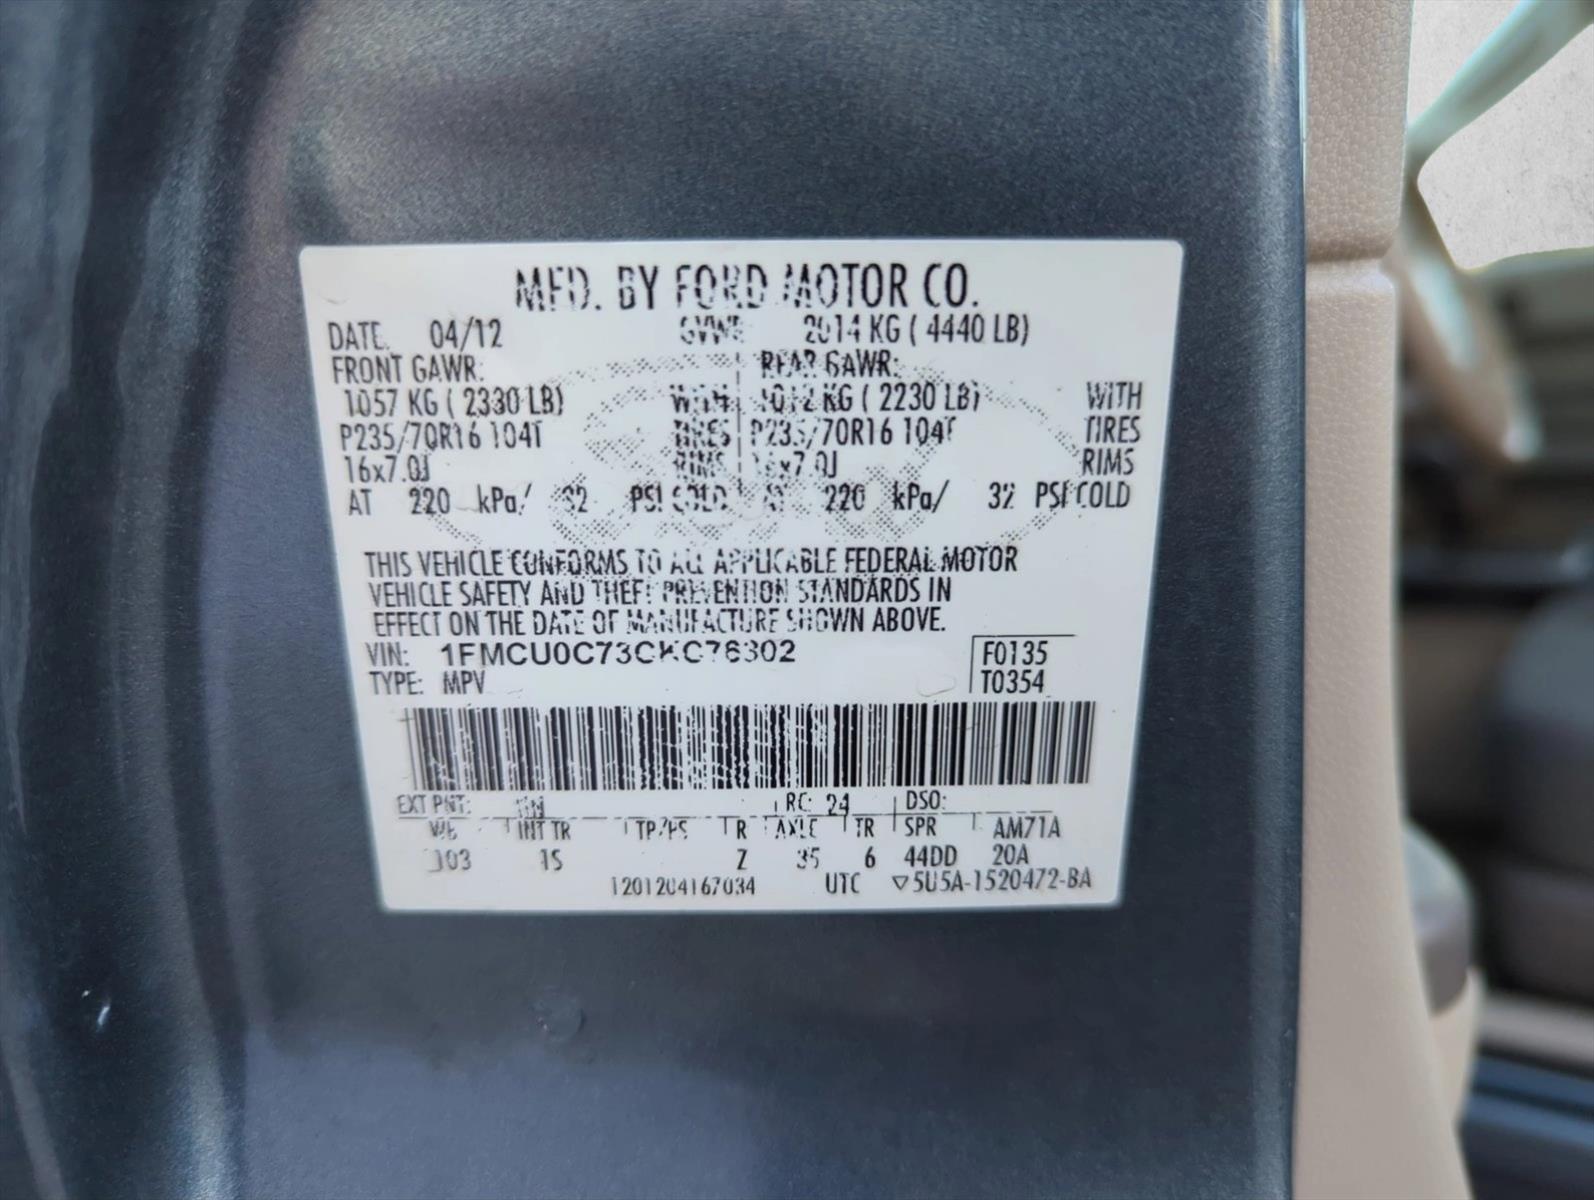 MFD. BY FORD MOTOR CO.
DATE: 04/12 GVWR: 2014 KG ( 4440 LB)
FRONT GAWR: REAR GAWR:
1057 KG ( 2330 LB) WITH 1012 KG ( 2230 LB) WITH
P235/70R16 104T TIRES P235/70R16 104T TIRES
16x7.0J RIMS 16x7.0J RIMS
AT 220 kPa/ 32 PSI COLD AT 220 kPa/ 32 PSI COLD
THIS VEHICLE CONFORMS TO ALL APPLICABLE FEDERAL MOTOR
VEHICLE SAFETY AND THEFT PREVENTION STANDARDS IN
EFFECT ON THE DATE OF MANUFACTURE SHOWN ABOVE.
VIN: 1FMCU0C73CKC76302 F0135
TYPE: MPV T0354
EXT PNT: RC: 24 DSO:
WB INT TR TP/PS R AXLE TR SPR AM71A
103 1S Z 35 6 44DD 20A
1201204167034 UTC ▽5U5A-1520472-BA